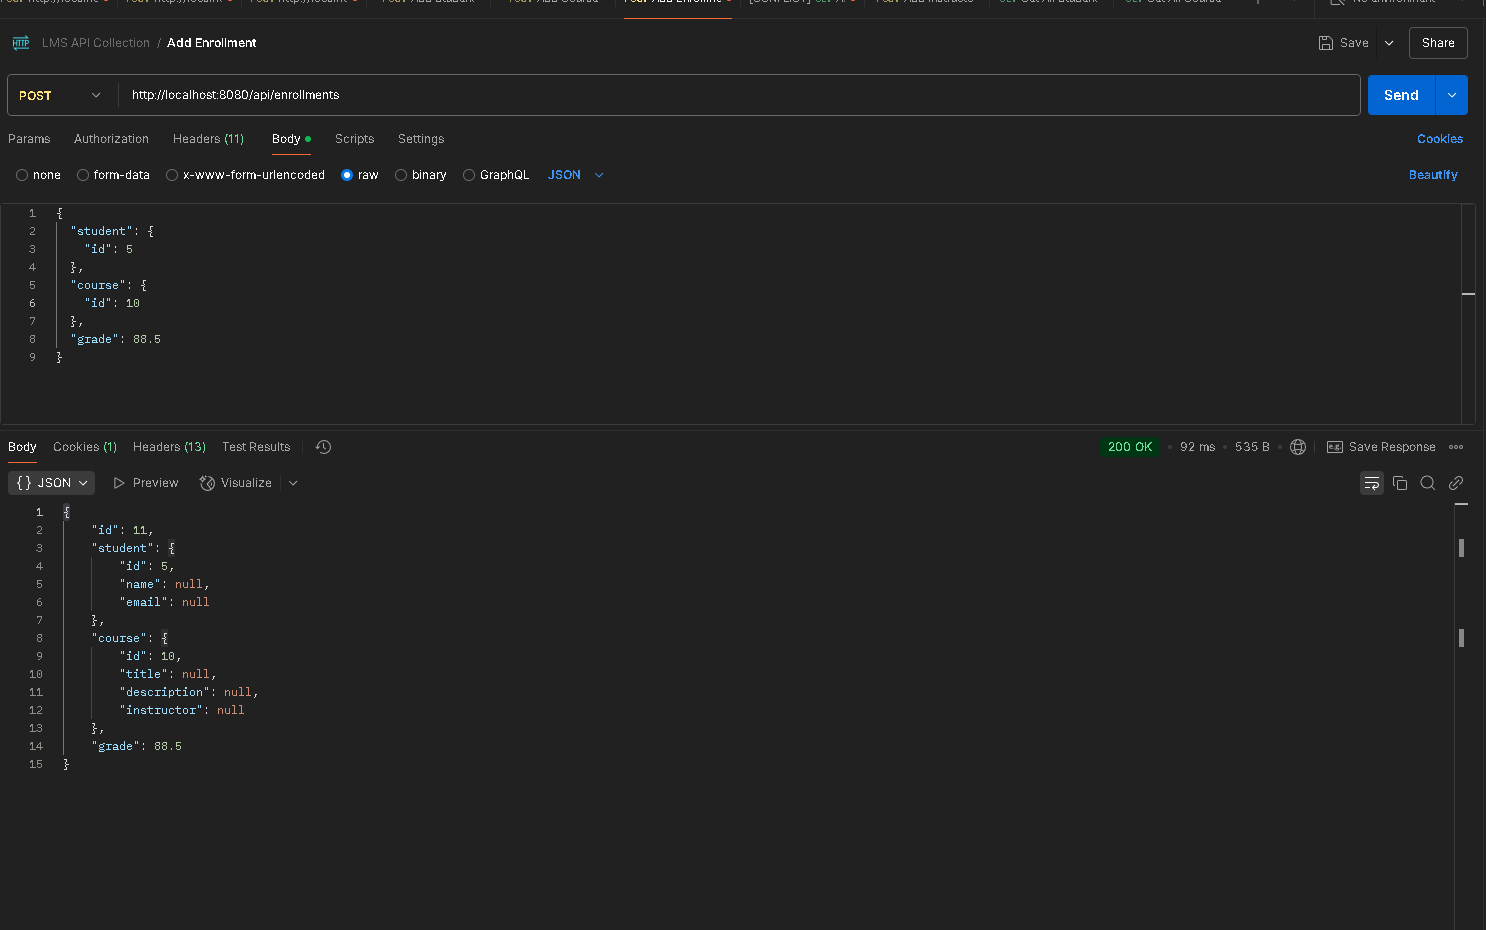 LMS API Collection / Add Enrollment
Save
Share
POST
http://localhost:8080/api/enrollments
Send
Params Authorization Headers (11) Body Scripts Settings
Cookies
none form-data x-www-form-urlencoded raw binary GraphQL JSON
Beautify
1 {
2 "student": {
3 "id": 5
4 },
5 "course": {
6 "id": 10
7 },
8 "grade": 88.5
9 }
Body Cookies (1) Headers (13) Test Results
200 OK • 92 ms • 535 B
e.g. Save Response
{} JSON Preview Visualize
1 {
2 "id": 11,
3 "student": {
4 "id": 5,
5 "name": null,
6 "email": null
7 },
8 "course": {
9 "id": 10,
10 "title": null,
11 "description": null,
12 "instructor": null
13 },
14 "grade": 88.5
15 }